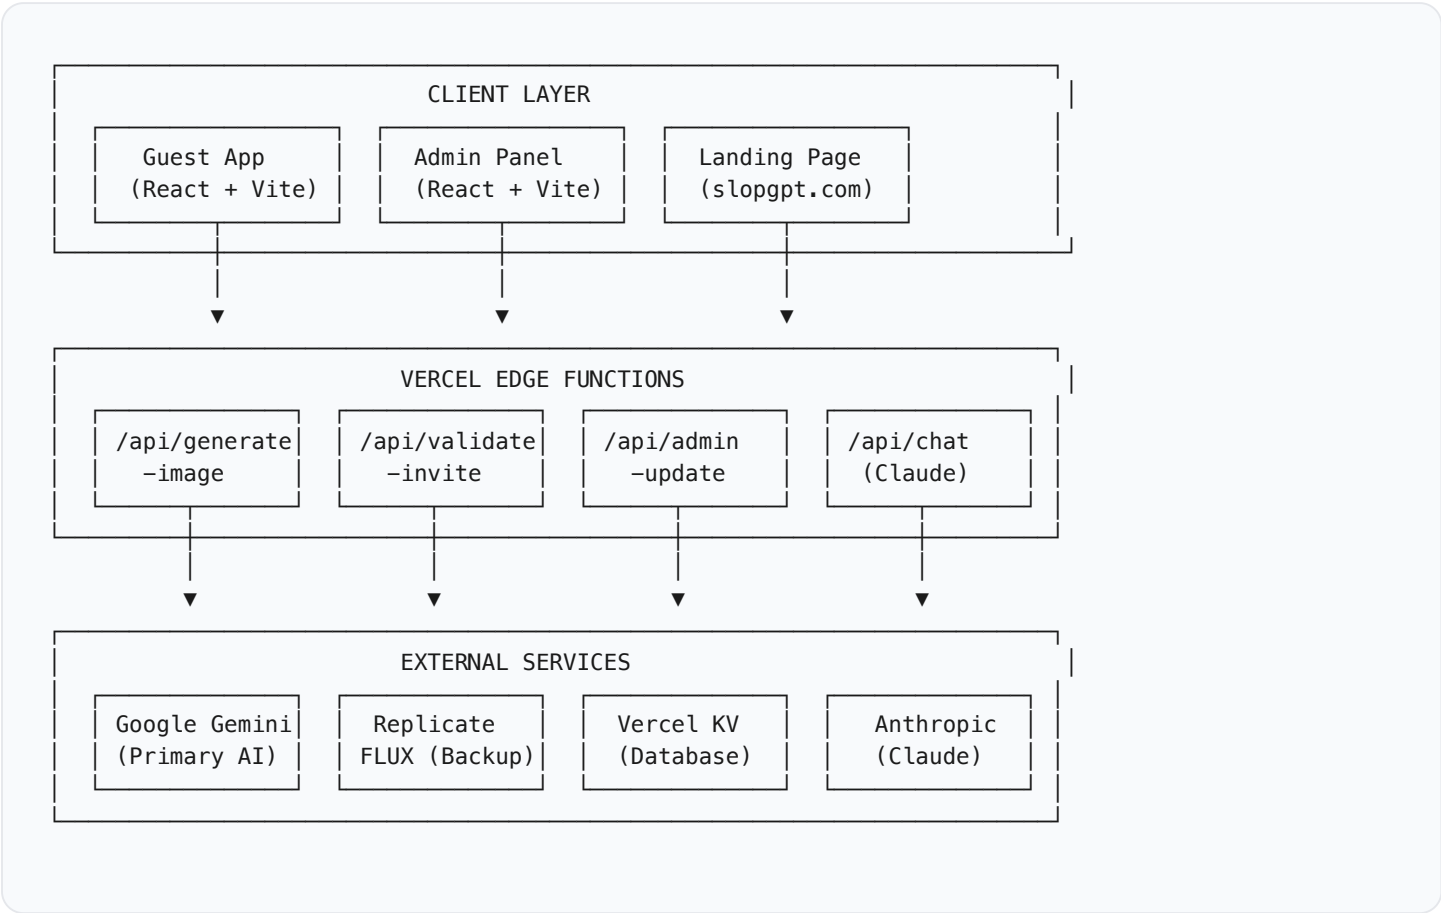 CLIENT LAYER
Guest App Admin Panel Landing Page
(React + Vite) (React + Vite) (slopgpt.com)
VERCEL EDGE FUNCTIONS
/api/generate /api/validate /api/admin /api/chat
-image -invite -update (Claude)
EXTERNAL SERVICES
Google Gemini Replicate Vercel KV Anthropic
(Primary AI) FLUX (Backup) (Database) (Claude)